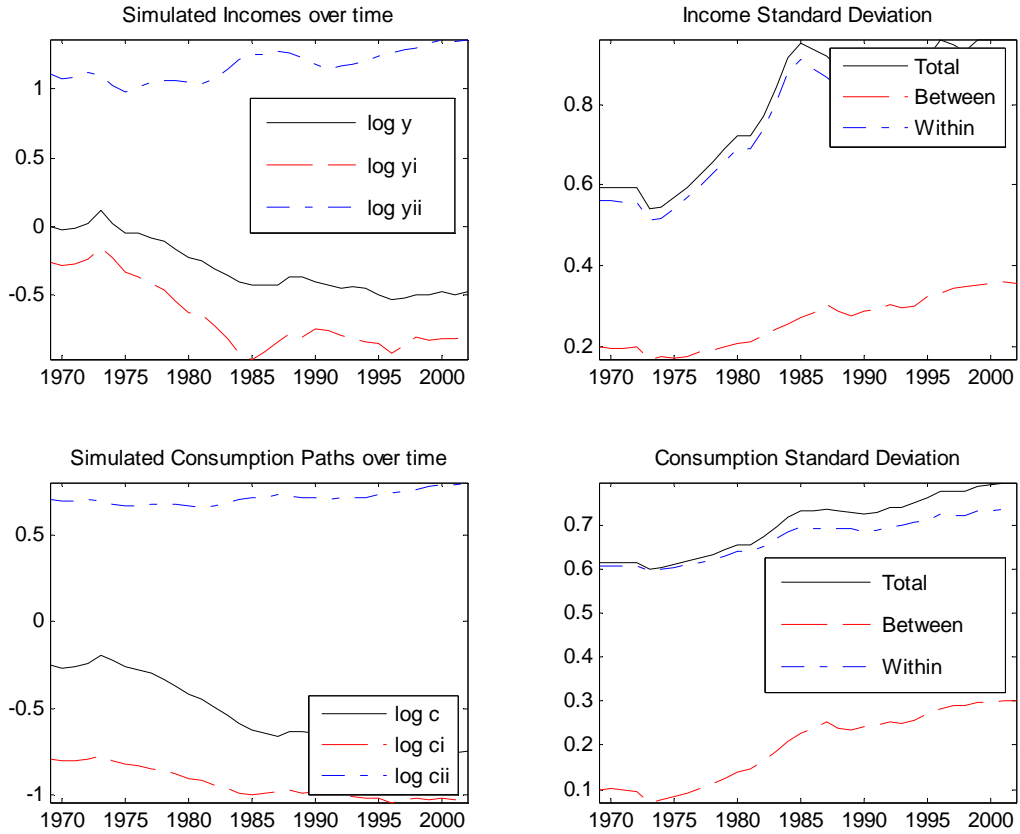 Simulated Incomes over time
1
0.5
0
-0.5
log y
log yi
log yii
1970 1975 1980 1985 1990 1995 2000
Income Standard Deviation
0.8
0.6
0.4
0.2
Total
Between
Within
1970 1975 1980 1985 1990 1995 2000
Simulated Consumption Paths over time
0.5
0
-0.5
-1
log c
log ci
log cii
1970 1975 1980 1985 1990 1995 2000
Consumption Standard Deviation
0.7
0.6
0.5
0.4
0.3
0.2
0.1
Total
Between
Within
1970 1975 1980 1985 1990 1995 2000